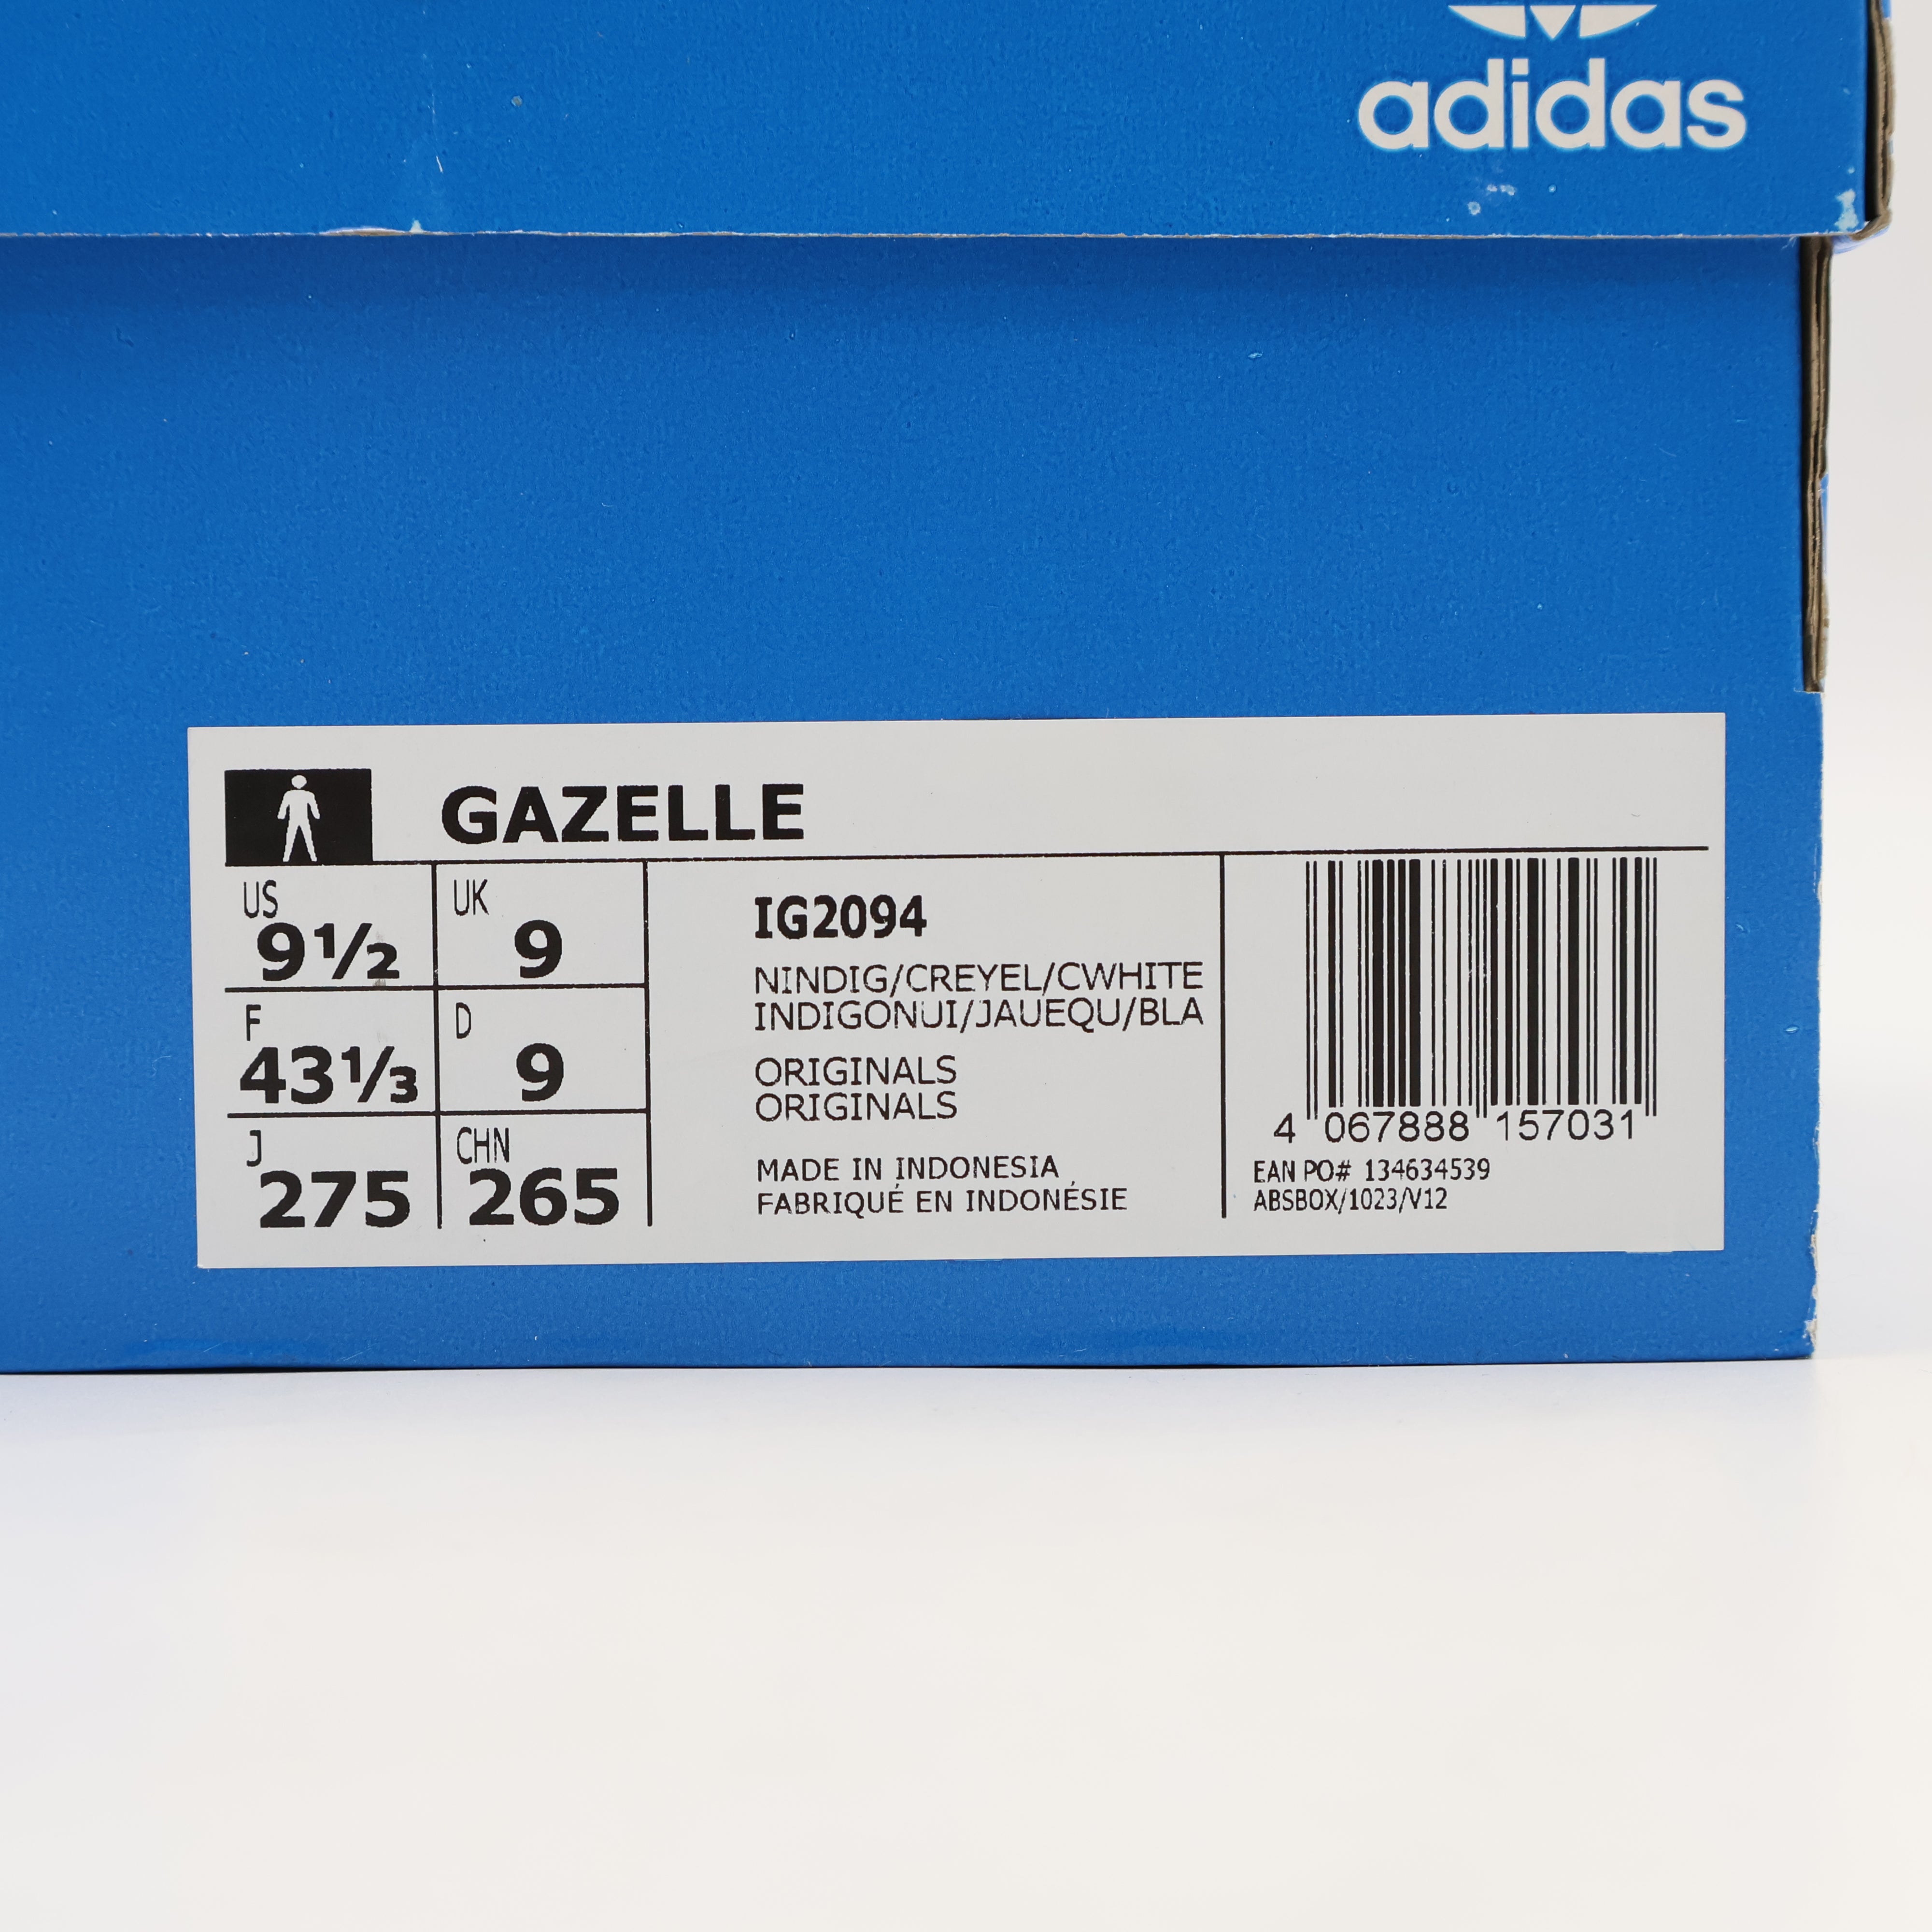 adidas
GAZELLE
US
9½
UK
9
F
43⅓
D
9
J
275
CHN
265
IG2094
NINDIG/CREYEL/CWHITE
INDIGONUI/JAUEQU/BLA
ORIGINALS
ORIGINALS
MADE IN INDONESIA
FABRIQUÉ EN INDONÉSIE
4 067888 157031
EAN PO# 134634539
ABSBOX/1023/V12